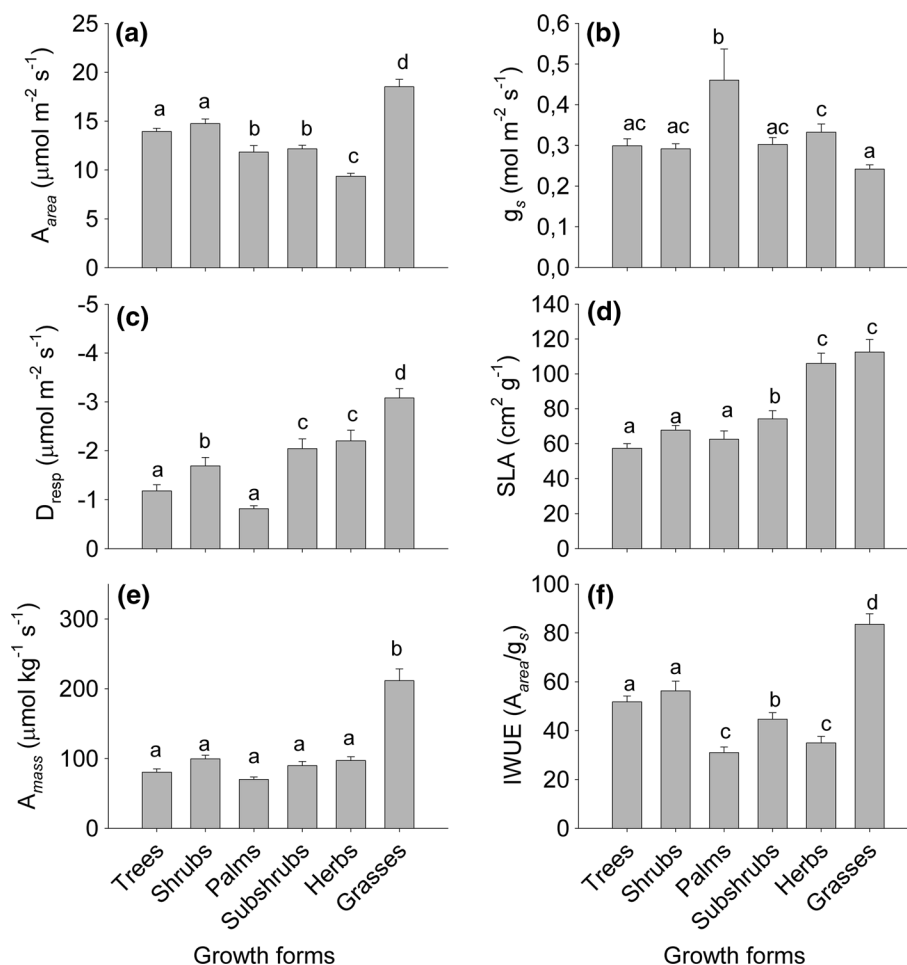 (a)
A_area (μmol m⁻² s⁻¹)
25
20
15
10
5
0
a a b b c d
(b)
g_s (mol m⁻² s⁻¹)
0,6
0,5
0,4
0,3
0,2
0,1
0,0
ac ac b ac c a
(c)
D_resp (μmol m⁻² s⁻¹)
-5
-4
-3
-2
-1
0
a b a c c d
(d)
SLA (cm² g⁻¹)
140
120
100
80
60
40
20
0
a a a b c c
(e)
A_mass (μmol kg⁻¹ s⁻¹)
300
200
100
0
a a a a a b
Trees Shrubs Palms Subshrubs Herbs Grasses
Growth forms
(f)
IWUE (A_area/g_s)
100
80
60
40
20
0
a a c b c d
Trees Shrubs Palms Subshrubs Herbs Grasses
Growth forms